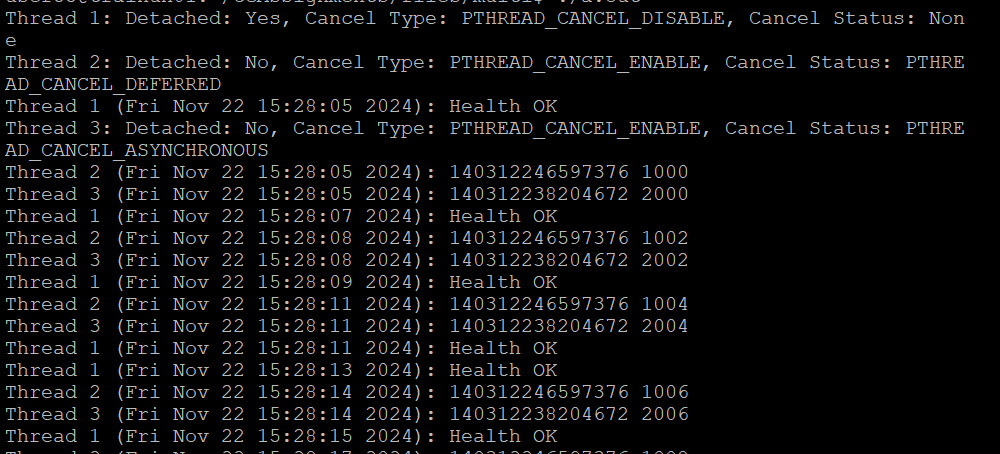 Thread 1: Detached: Yes, Cancel Type: PTHREAD_CANCEL_DISABLE, Cancel Status: Non
e
Thread 2: Detached: No, Cancel Type: PTHREAD_CANCEL_ENABLE, Cancel Status: PTHRE
AD_CANCEL_DEFERRED
Thread 1 (Fri Nov 22 15:28:05 2024): Health OK
Thread 3: Detached: No, Cancel Type: PTHREAD_CANCEL_ENABLE, Cancel Status: PTHRE
AD_CANCEL_ASYNCHRONOUS
Thread 2 (Fri Nov 22 15:28:05 2024): 140312246597376 1000
Thread 3 (Fri Nov 22 15:28:05 2024): 140312238204672 2000
Thread 1 (Fri Nov 22 15:28:07 2024): Health OK
Thread 2 (Fri Nov 22 15:28:08 2024): 140312246597376 1002
Thread 3 (Fri Nov 22 15:28:08 2024): 140312238204672 2002
Thread 1 (Fri Nov 22 15:28:09 2024): Health OK
Thread 2 (Fri Nov 22 15:28:11 2024): 140312246597376 1004
Thread 3 (Fri Nov 22 15:28:11 2024): 140312238204672 2004
Thread 1 (Fri Nov 22 15:28:11 2024): Health OK
Thread 1 (Fri Nov 22 15:28:13 2024): Health OK
Thread 2 (Fri Nov 22 15:28:14 2024): 140312246597376 1006
Thread 3 (Fri Nov 22 15:28:14 2024): 140312238204672 2006
Thread 1 (Fri Nov 22 15:28:15 2024): Health OK